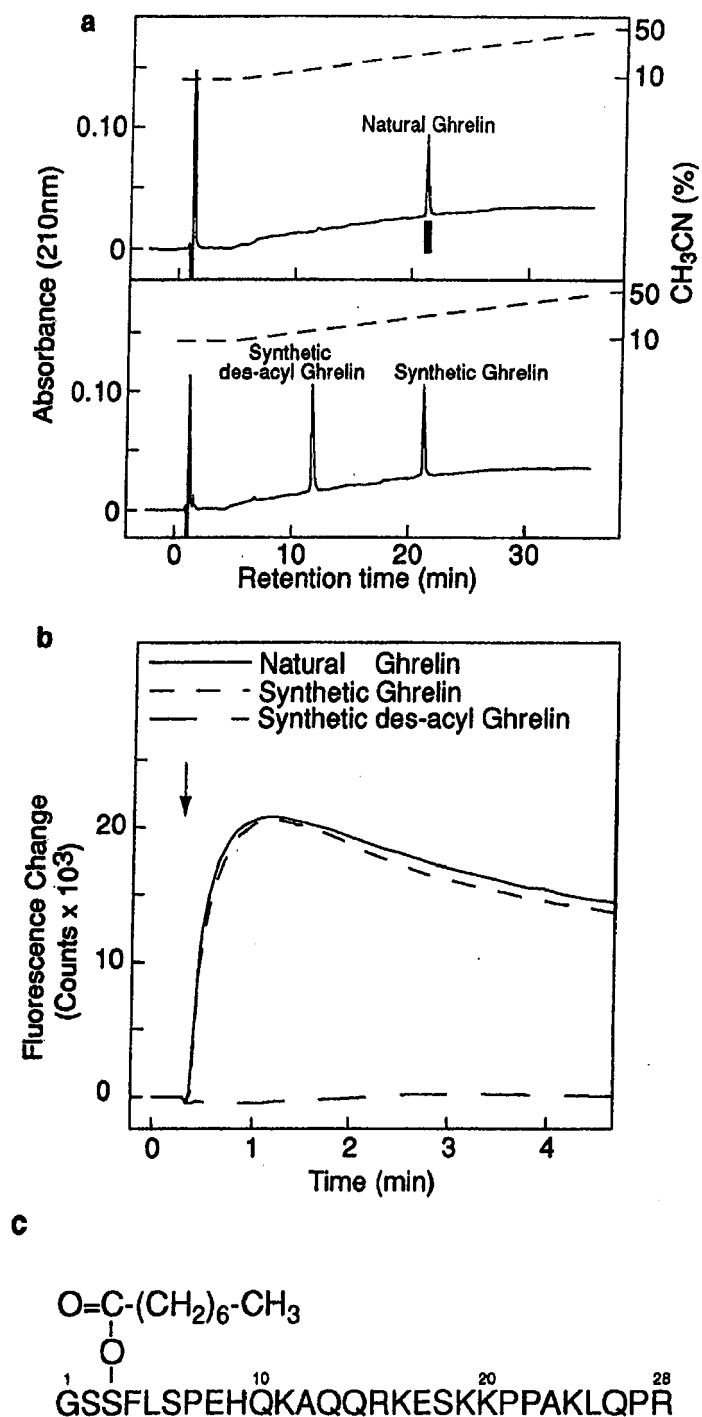 a
50
10
0.10
Natural Ghrelin
0
Absorbance (210nm)
CH3CN (%)
50
10
Synthetic
des-acyl Ghrelin
Synthetic Ghrelin
0.10
0
0 10 20 30
Retention time (min)
b
Natural Ghrelin
Synthetic Ghrelin
Synthetic des-acyl Ghrelin
20
10
0
Fluorescence Change
(Counts x 10³)
0 1 2 3 4
Time (min)
c
O=C-(CH2)6-CH3
O
1 10 20 28
GSSFLSPEHQKAQQRKESKKPPAKLQPR